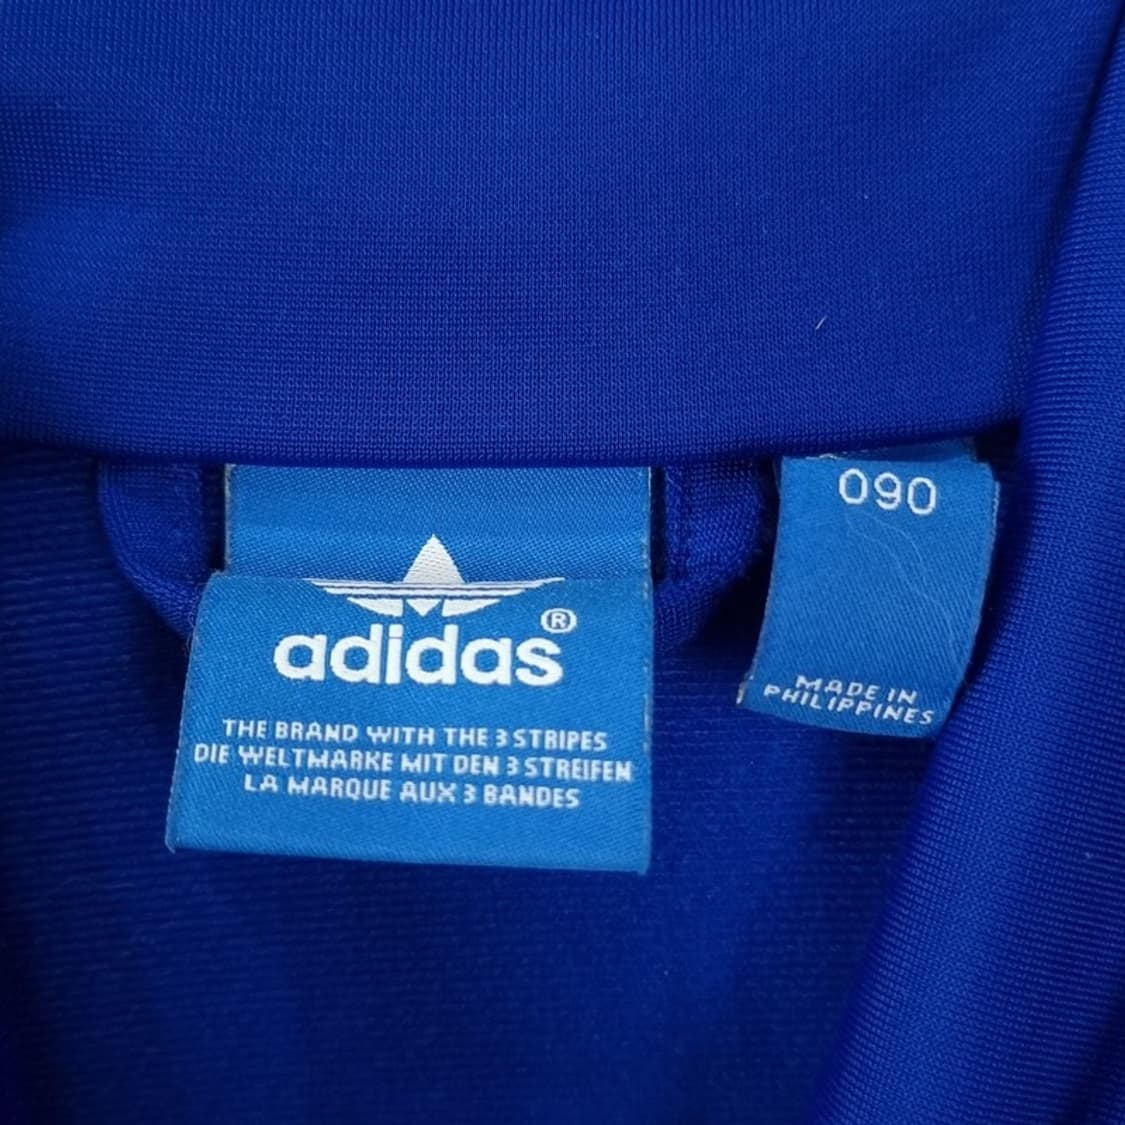 adidas®
THE BRAND WITH THE 3 STRIPES
DIE WELTMARKE MIT DEN 3 STREIFEN
LA MARQUE AUX 3 BANDES
090
MADE IN
PHILIPPINES